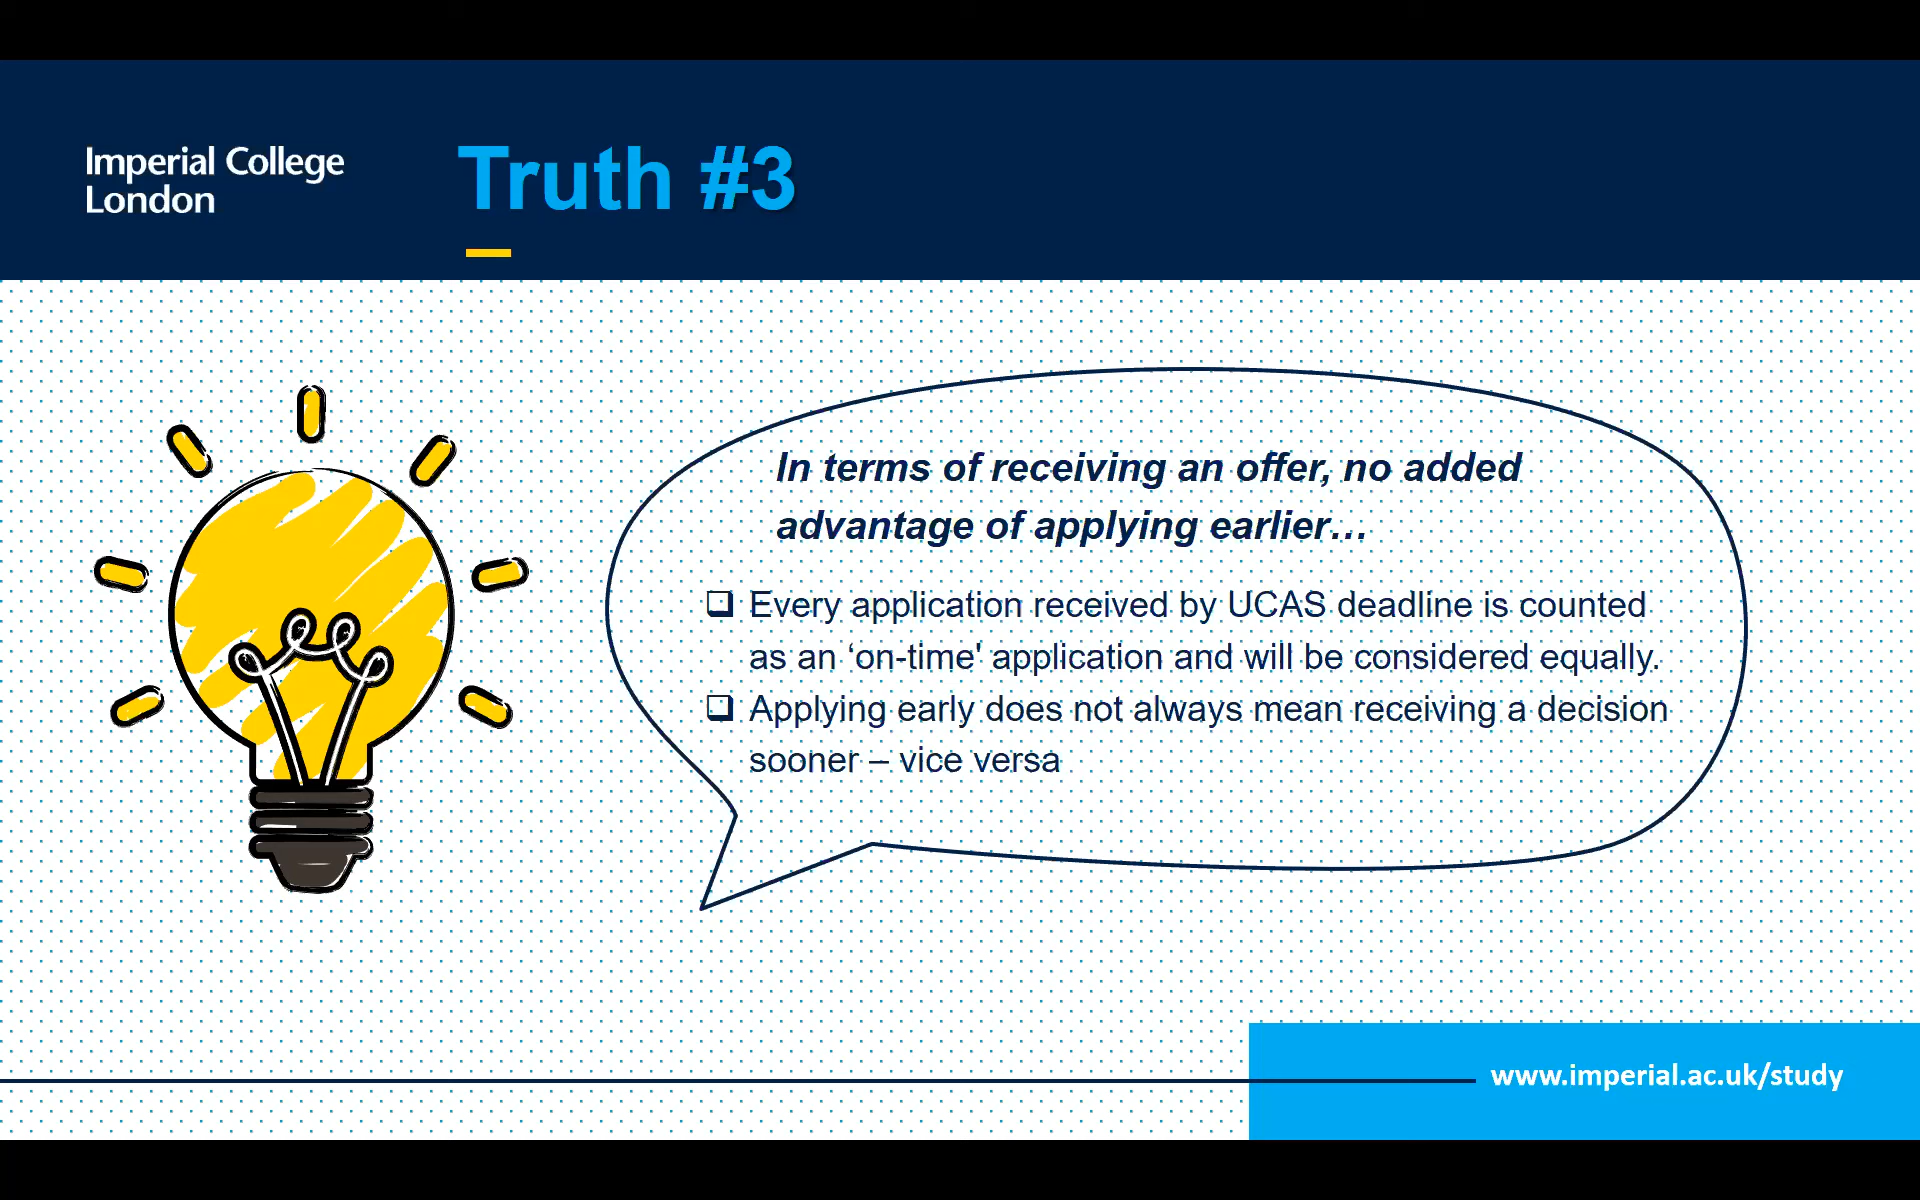 Imperial College
London
Truth #3
In terms of receiving an offer, no added
advantage of applying earlier…
❑ Every application received by UCAS deadline is counted
as an ‘on-time' application and will be considered equally.
❑ Applying early does not always mean receiving a decision
sooner – vice versa
www.imperial.ac.uk/study